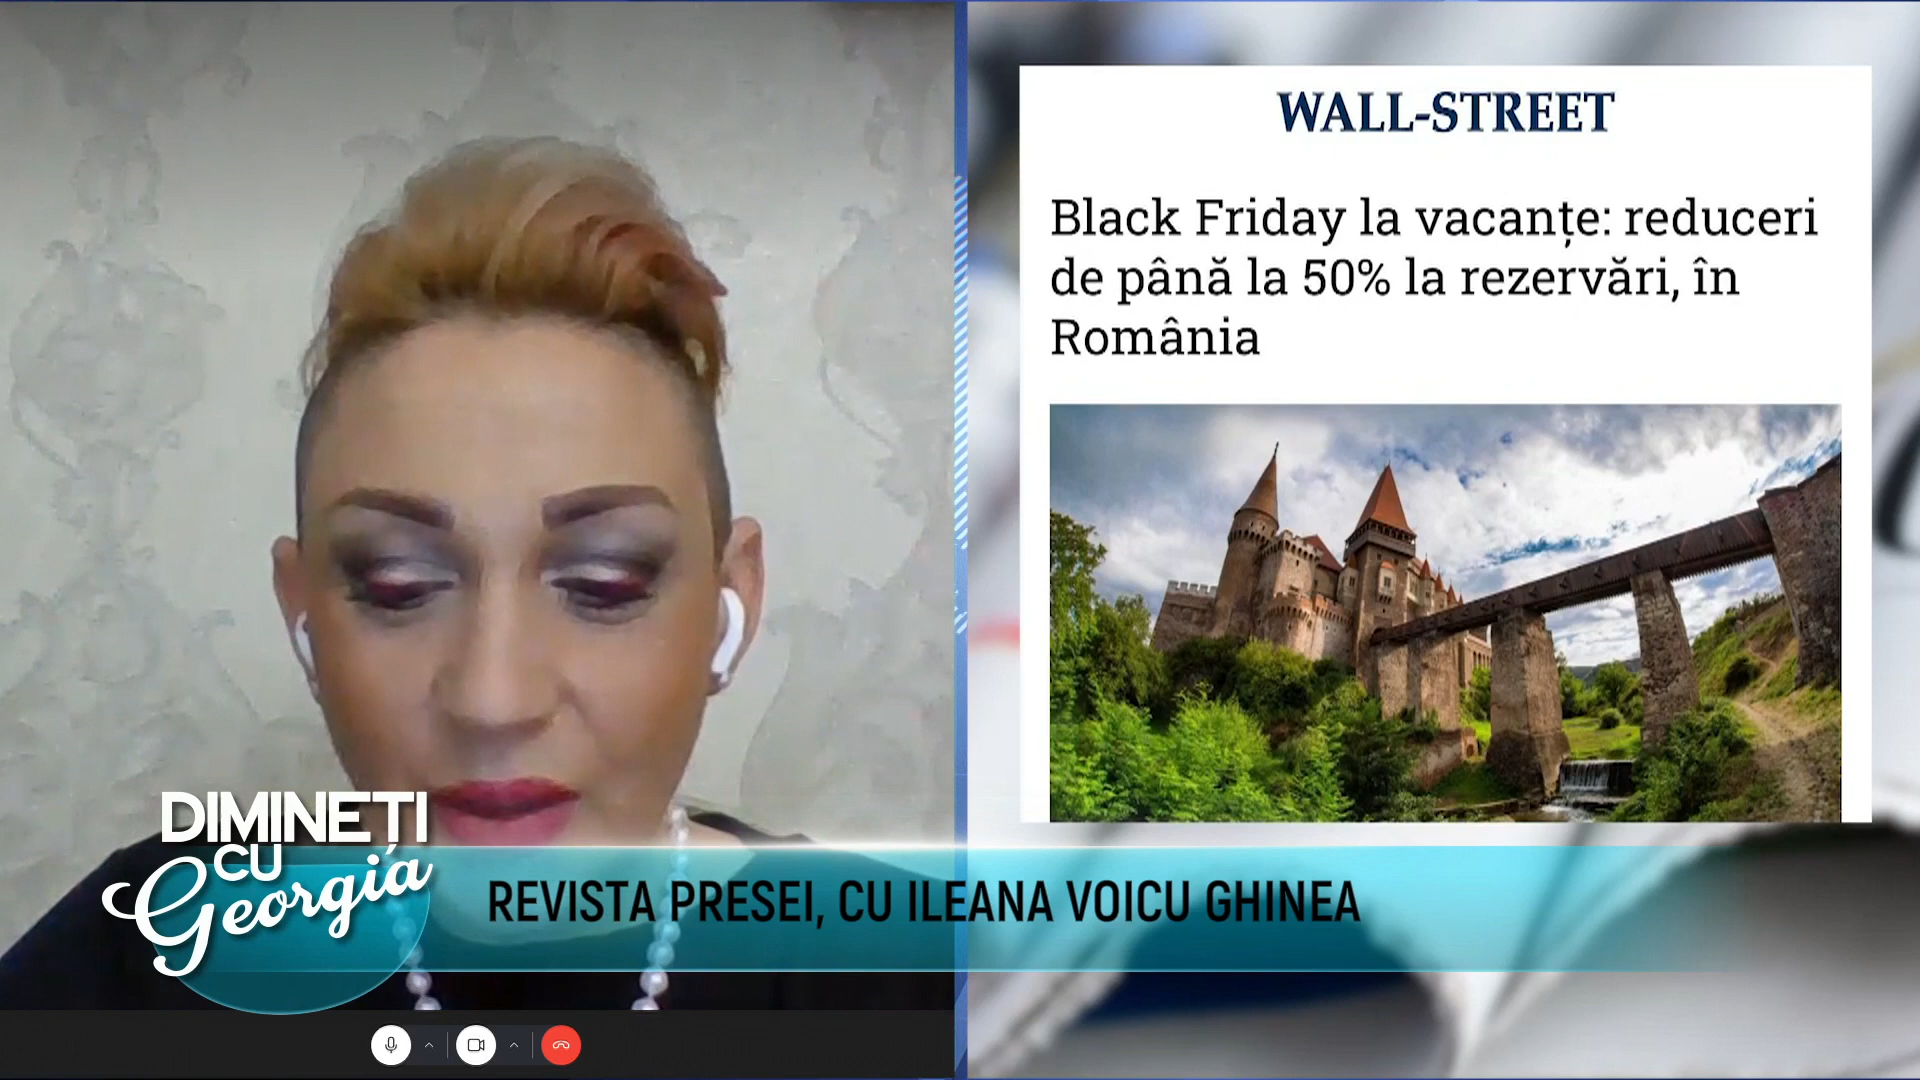 WALL-STREET
Black Friday la vacanțe: reduceri
de până la 50% la rezervări, în
România
DIMINEȚI
CU
Georgia
REVISTA PRESEI, CU ILEANA VOICU GHINEA